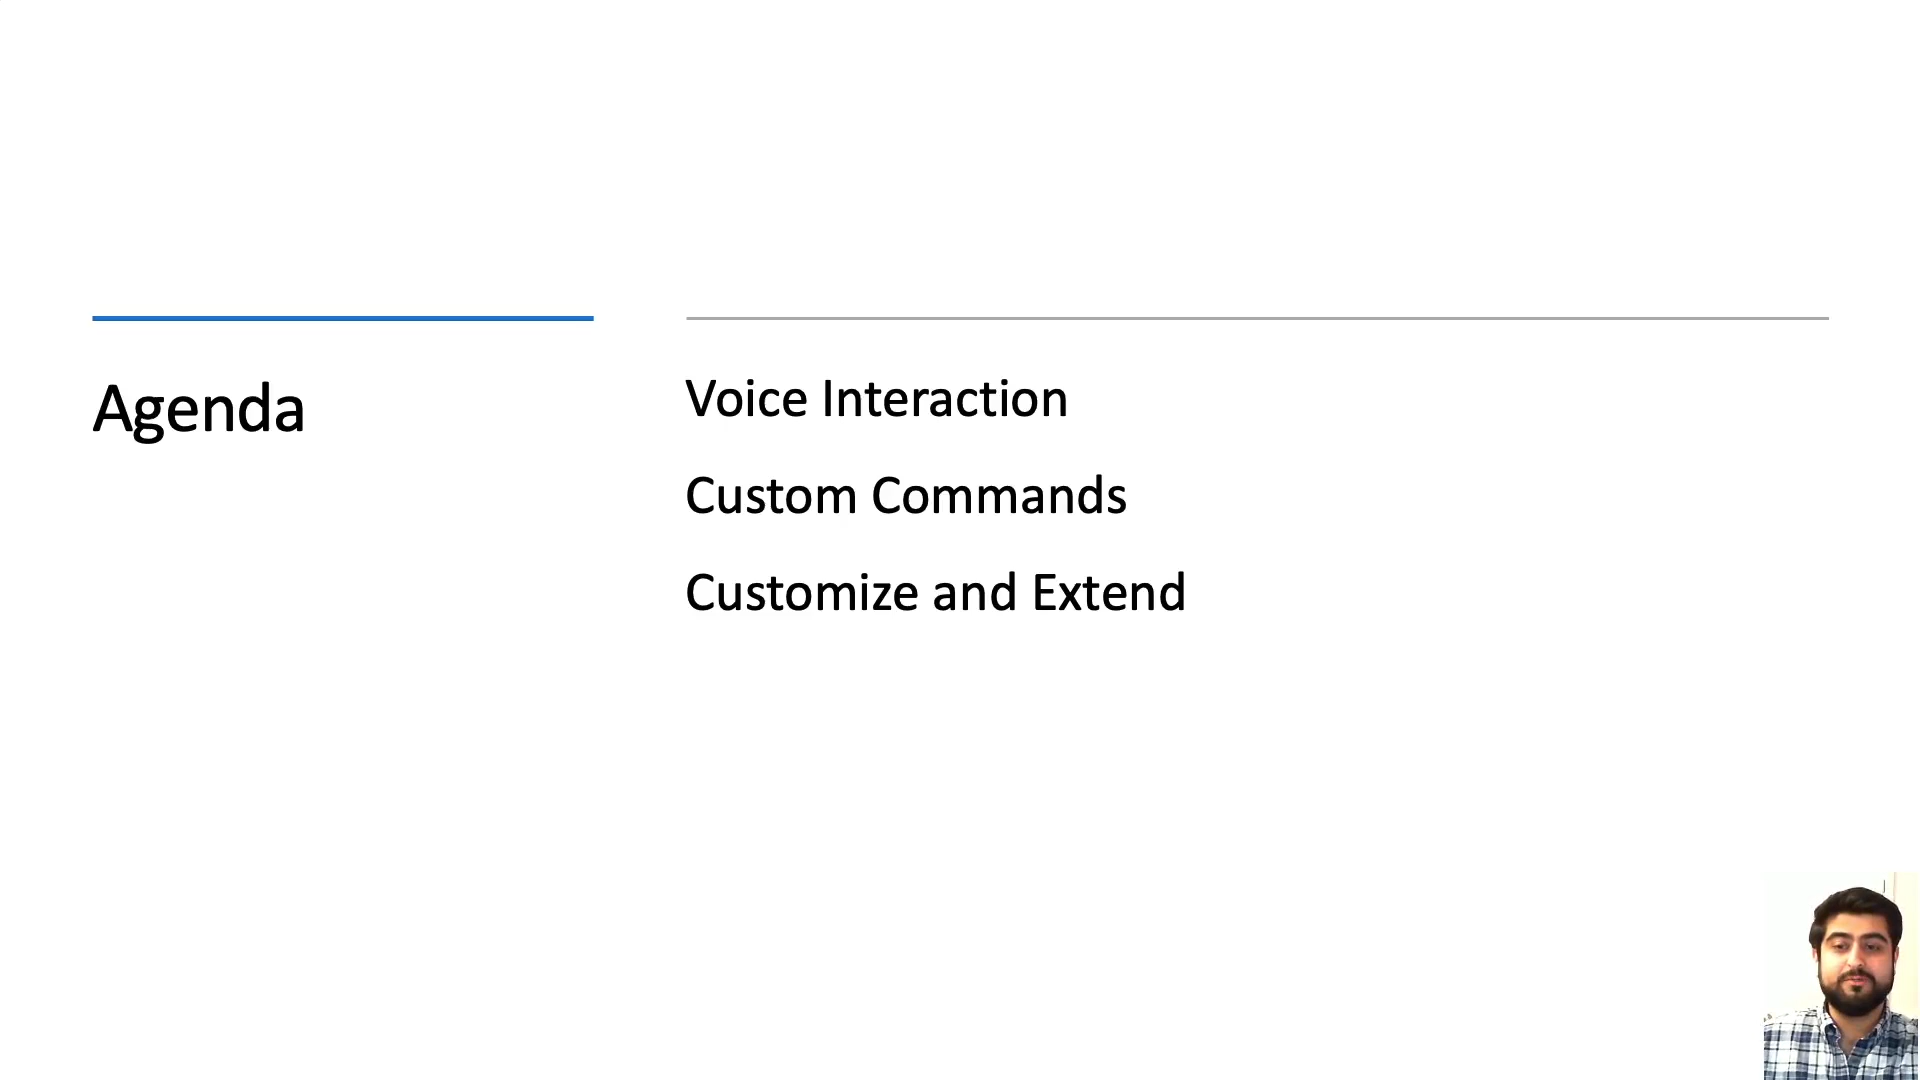 Agenda
Voice Interaction
Custom Commands
Customize and Extend